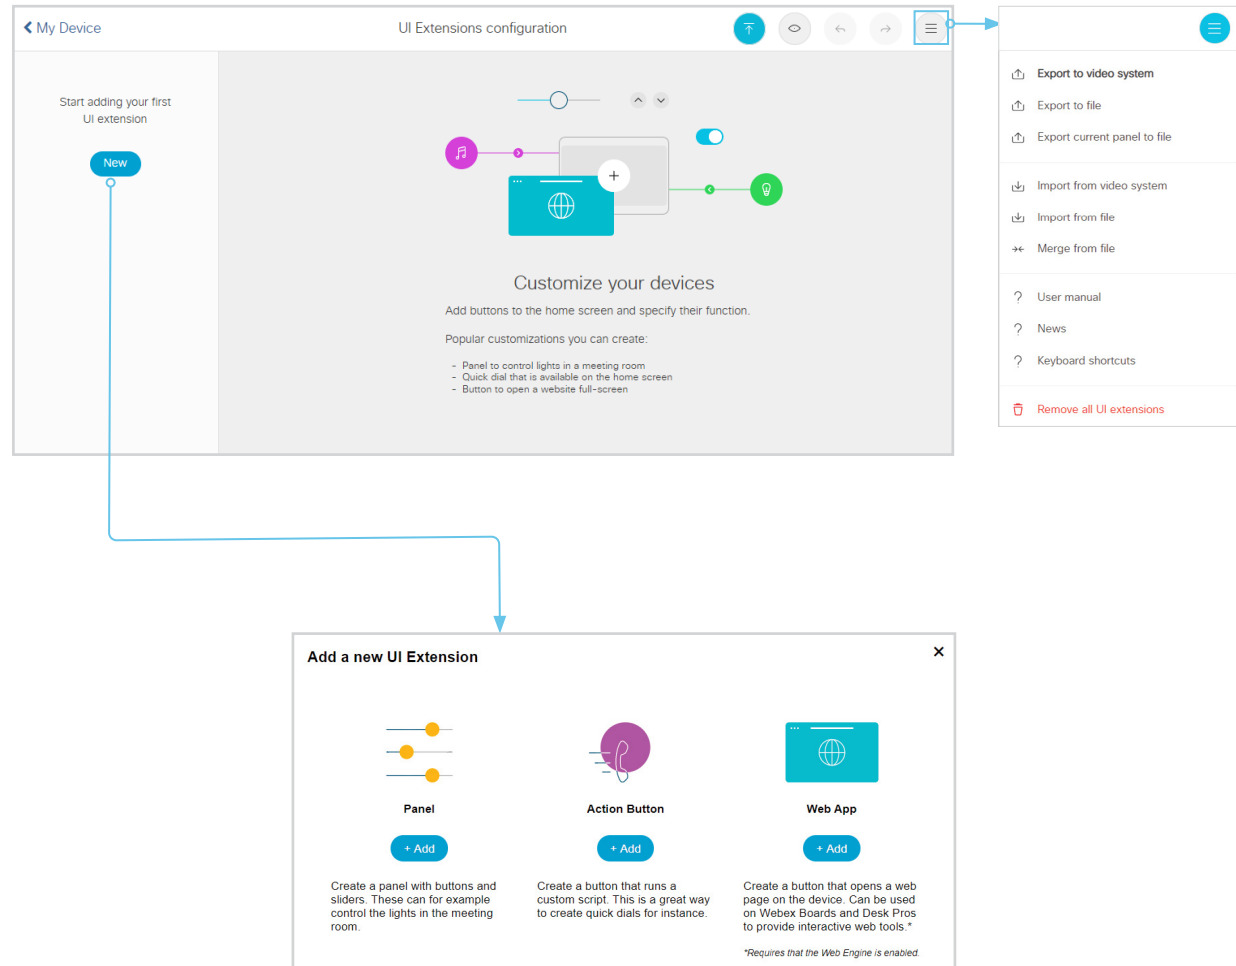 My Device
UI Extensions configuration
Start adding your first
UI extension
New
Customize your devices
Add buttons to the home screen and specify their function.
Popular customizations you can create:
- Panel to control lights in a meeting room
- Quick dial that is available on the home screen
- Button to open a website full-screen
Export to video system
Export to file
Export current panel to file
Import from video system
Import from file
Merge from file
? User manual
? News
? Keyboard shortcuts
Remove all UI extensions
Add a new UI Extension
Panel
+ Add
Create a panel with buttons and
sliders. These can for example
control the lights in the meeting
room.
Action Button
+ Add
Create a button that runs a
custom script. This is a great way
to create quick dials for instance.
Web App
+ Add
Create a button that opens a web
page on the device. Can be used
on Webex Boards and Desk Pros
to provide interactive web tools.*
*Requires that the Web Engine is enabled.